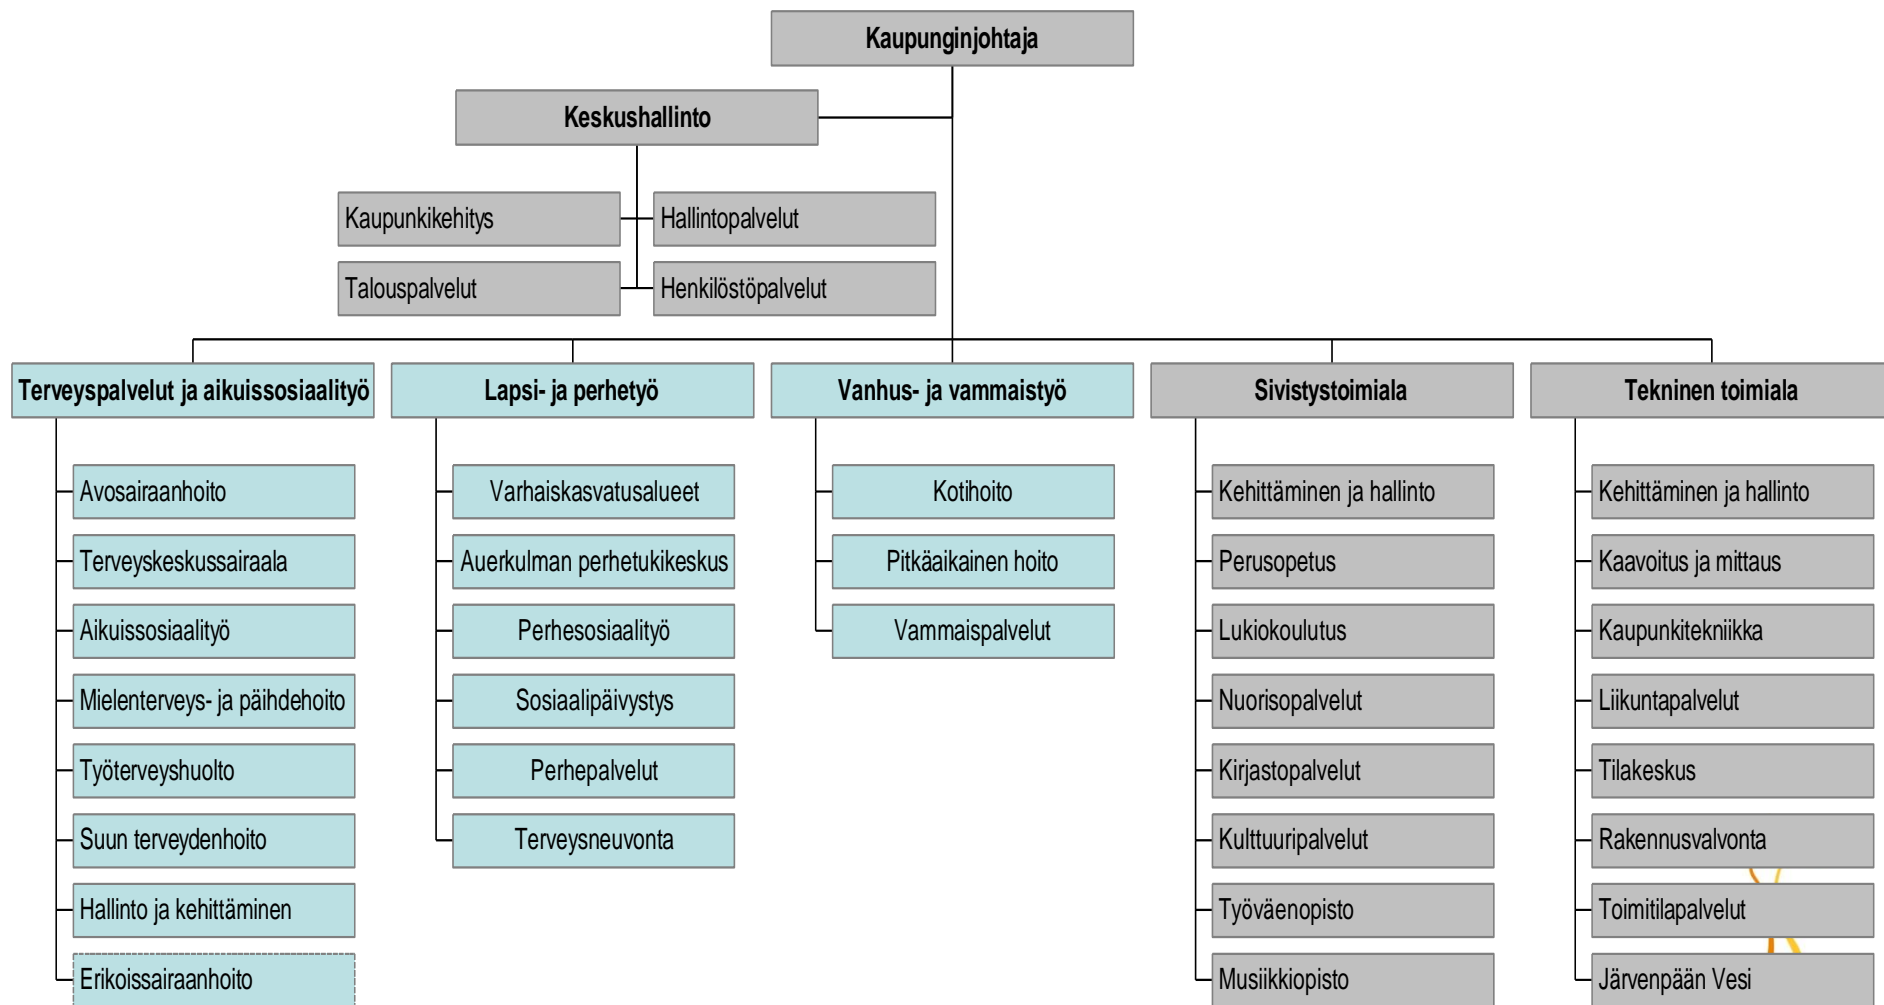 Kaupunginjohtaja
Keskushallinto
Kaupunkikehitys
Hallintopalvelut
Talouspalvelut
Henkilöstöpalvelut
Terveyspalvelut ja aikuissosiaalityö
Avosairaanhoito
Terveyskeskussairaala
Aikuissosiaalityö
Mielenterveys- ja päihdehoito
Työterveyshuolto
Suun terveydenhoito
Hallinto ja kehittäminen
Erikoissairaanhoito
Lapsi- ja perhetyö
Varhaiskasvatusalueet
Auerkulman perhetukikeskus
Perhesosiaalityö
Sosiaalipäivystys
Perhepalvelut
Terveysneuvonta
Vanhus- ja vammaistyö
Kotihoito
Pitkäaikainen hoito
Vammaispalvelut
Sivistystoimiala
Kehittäminen ja hallinto
Perusopetus
Lukiokoulutus
Nuorisopalvelut
Kirjastopalvelut
Kulttuuripalvelut
Työväenopisto
Musiikkiopisto
Tekninen toimiala
Kehittäminen ja hallinto
Kaavoitus ja mittaus
Kaupunkitekniikka
Liikuntapalvelut
Tilakeskus
Rakennusvalvonta
Toimitilapalvelut
Järvenpään Vesi